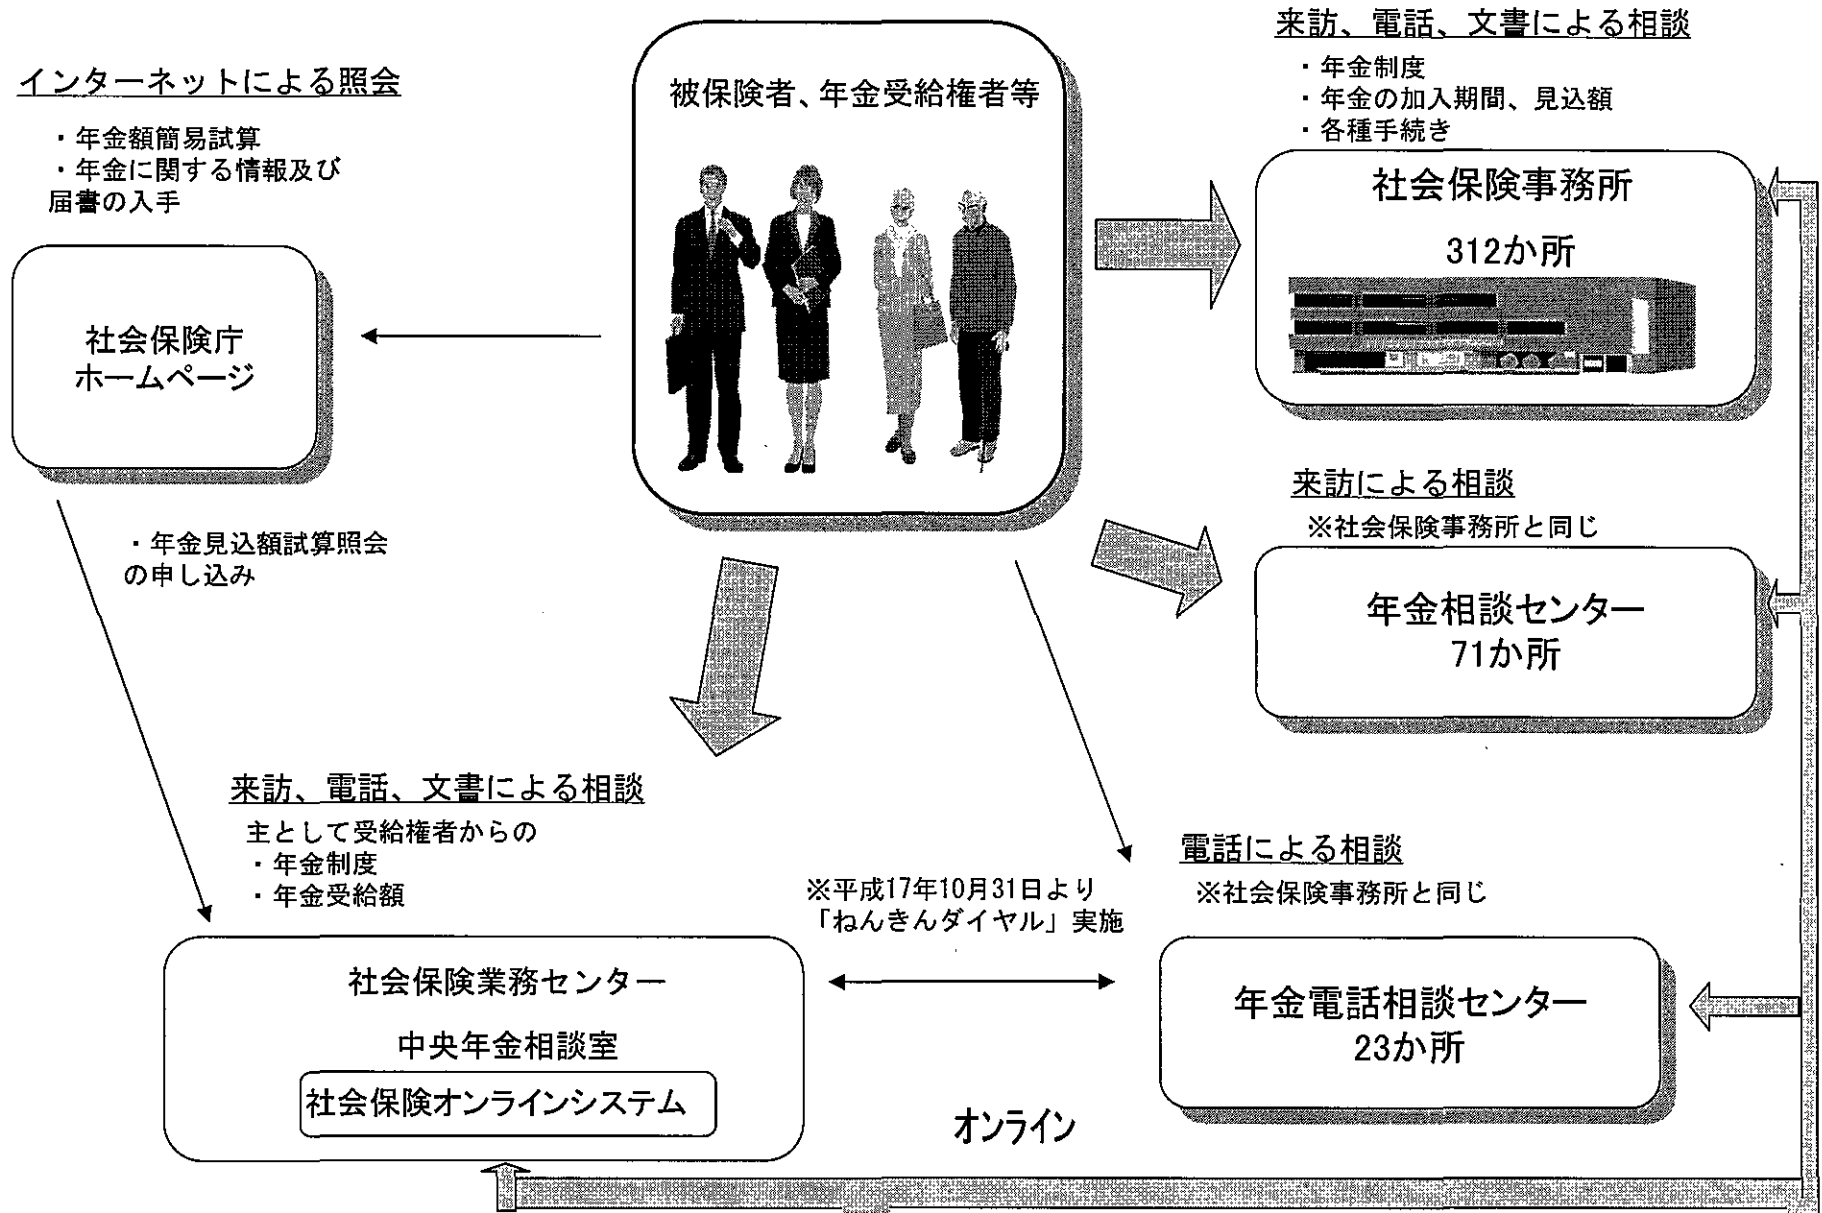 来訪、電話、文書による相談
・年金制度
・年金の加入期間、見込額
・各種手続き
社会保険事務所
312か所
インターネットによる照会
・年金額簡易試算
・年金に関する情報及び
届書の入手
被保険者、年金受給権者等
社会保険庁
ホームページ
来訪による相談
※社会保険事務所と同じ
年金相談センター
71か所
・年金見込額試算照会
の申し込み
来訪、電話、文書による相談
主として受給権者からの
・年金制度
・年金受給額
※平成17年10月31日より
「ねんきんダイヤル」実施
電話による相談
※社会保険事務所と同じ
社会保険業務センター
中央年金相談室
社会保険オンラインシステム
年金電話相談センター
23か所
オンライン